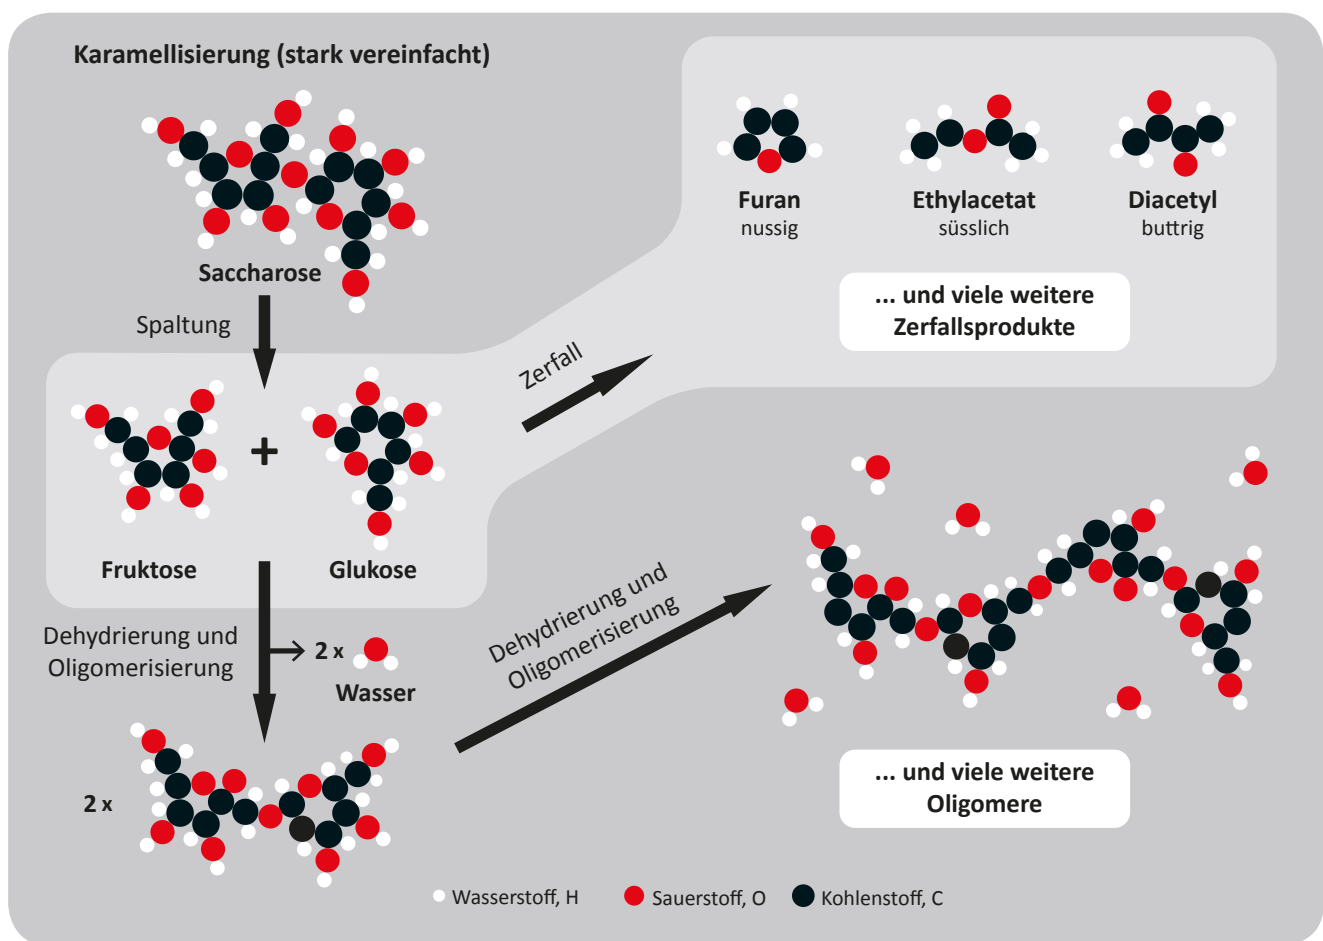 Karamellisierung (stark vereinfacht)
Saccharose
Spaltung
Fruktose
+
Glukose
Zerfall
Furan
nussig
Ethylacetat
süsslich
Diacetyl
buttrig
... und viele weitere
Zerfallsprodukte
Dehydrierung und
Oligomerisierung
2 x
Wasser
2 x
Dehydrierung und
Oligomerisierung
... und viele weitere
Oligomere
Wasserstoff, H
Sauerstoff, O
Kohlenstoff, C